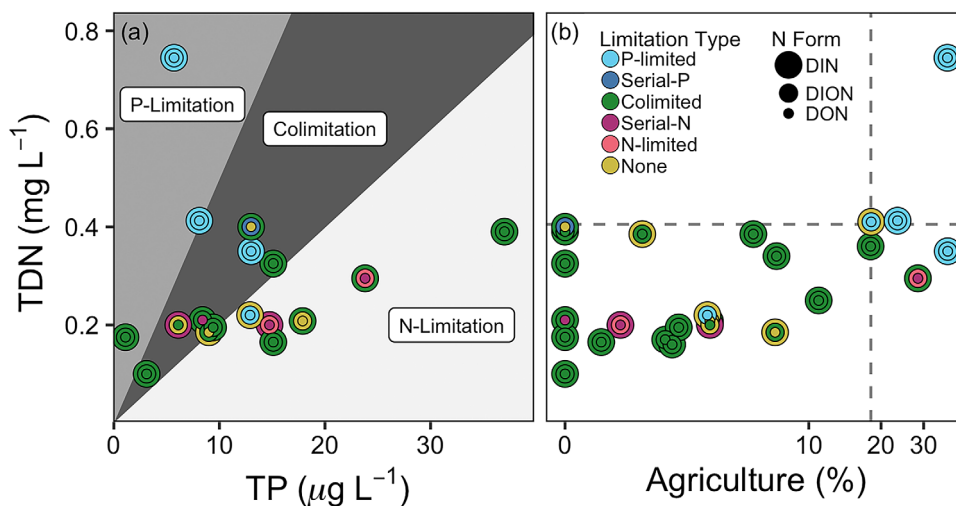 (a)
P-Limitation
Colimitation
N-Limitation
0.8
0.6
0.4
0.2
TDN (mg L⁻¹)
0
10
20
30
TP (μg L⁻¹)
(b)
Limitation Type
P-limited
Serial-P
Colimited
Serial-N
N-limited
None
N Form
DIN
DION
DON
0
10
20
30
Agriculture (%)